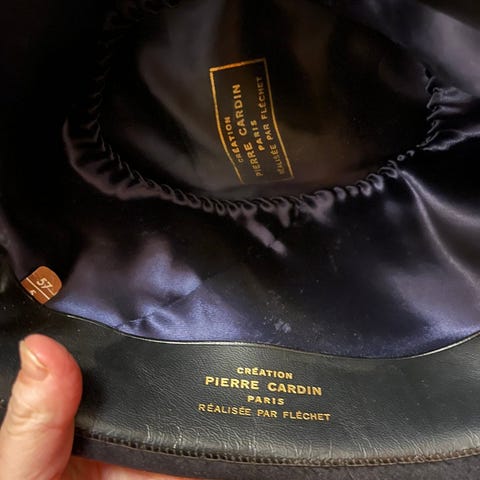 CRÉATION
PIERRE CARDIN
PARIS
RÉALISÉE PAR FLÉCHET
57
CRÉATION
PIERRE CARDIN
PARIS
RÉALISÉE PAR FLÉCHET